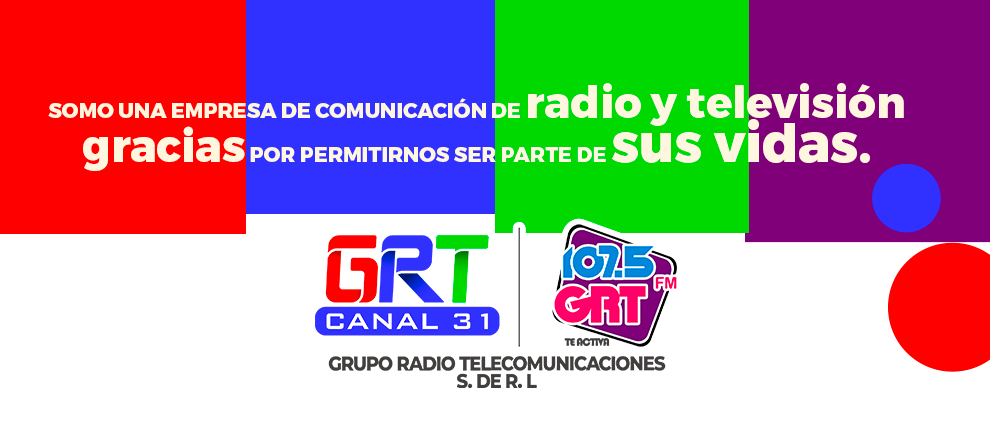 SOMO UNA EMPRESA DE COMUNICACIÓN DE radio y televisión
gracias POR PERMITIRNOS SER PARTE DE sus vidas.
GRT
CANAL 31
107.5
FM
GRT
TE ACTIVA
GRUPO RADIO TELECOMUNICACIONES
S. DE R. L